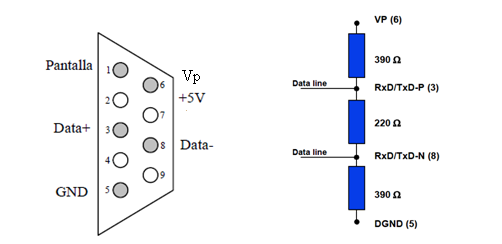 Pantalla
Data+
GND
1
2
3
4
5
6
7
8
9
Vp
+5V
Data-
VP (6)
390 Ω
Data line
RxD/TxD-P (3)
220 Ω
Data line
RxD/TxD-N (8)
390 Ω
DGND (5)